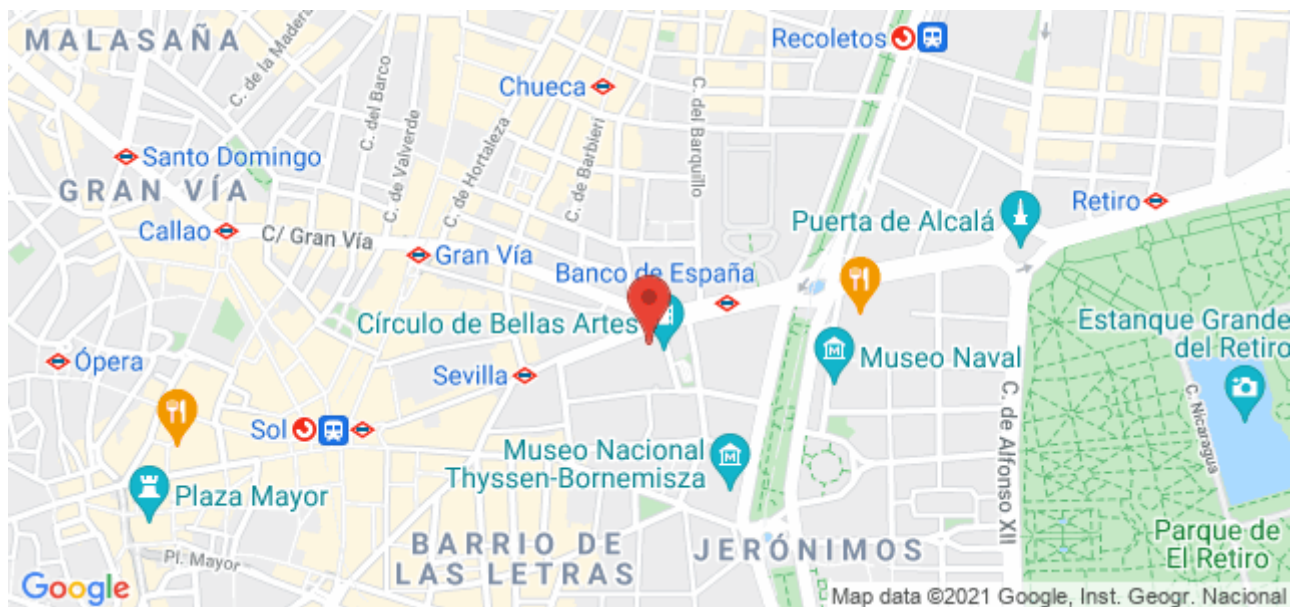 MALASAÑA
C. de la Madera
C. del Barco
C. de Valverde
C. de Hortaleza
Chueca
C. de Barbieri
C. del Barquillo
Recoletos
Santo Domingo
GRAN VÍA
Callao
C/ Gran Vía
Gran Vía
Banco de España
Puerta de Alcalá
Retiro
Círculo de Bellas Artes
Museo Naval
Estanque Grande
del Retiro
Ópera
Sevilla
Sol
C. de Alfonso XII
C. Nicaragua
Museo Nacional
Thyssen-Bornemisza
Plaza Mayor
Pl. Mayor
BARRIO DE
LAS LETRAS
JERÓNIMOS
Parque de
El Retiro
Google
Map data ©2021 Google, Inst. Geogr. Nacional